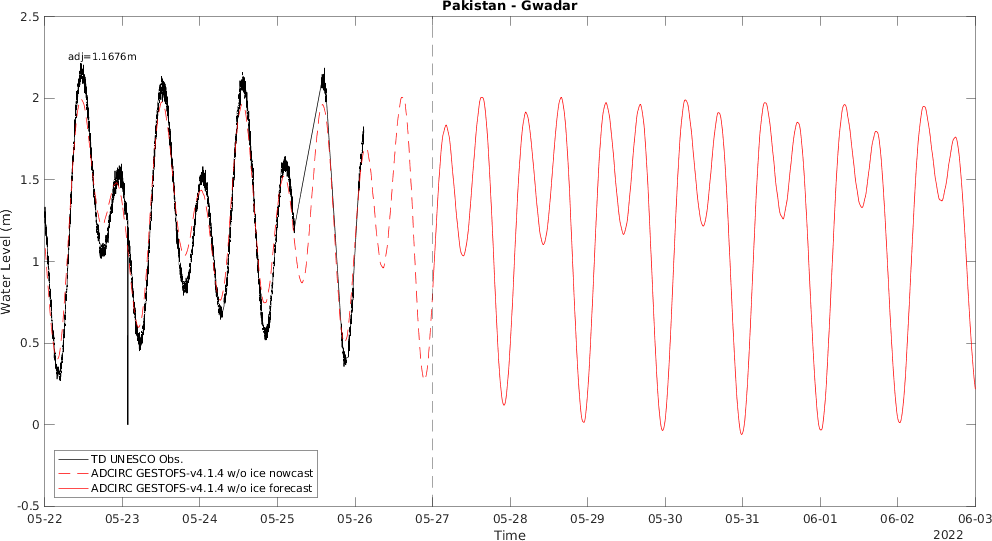 Pakistan - Gwadar
2.5
adj=1.1676m
2
1.5
1
0.5
0
-0.5
Water Level (m)
TD UNESCO Obs.
ADCIRC GESTOFS-v4.1.4 w/o ice nowcast
ADCIRC GESTOFS-v4.1.4 w/o ice forecast
05-22 05-23 05-24 05-25 05-26 05-27 05-28 05-29 05-30 05-31 06-01 06-02 06-03
Time
2022